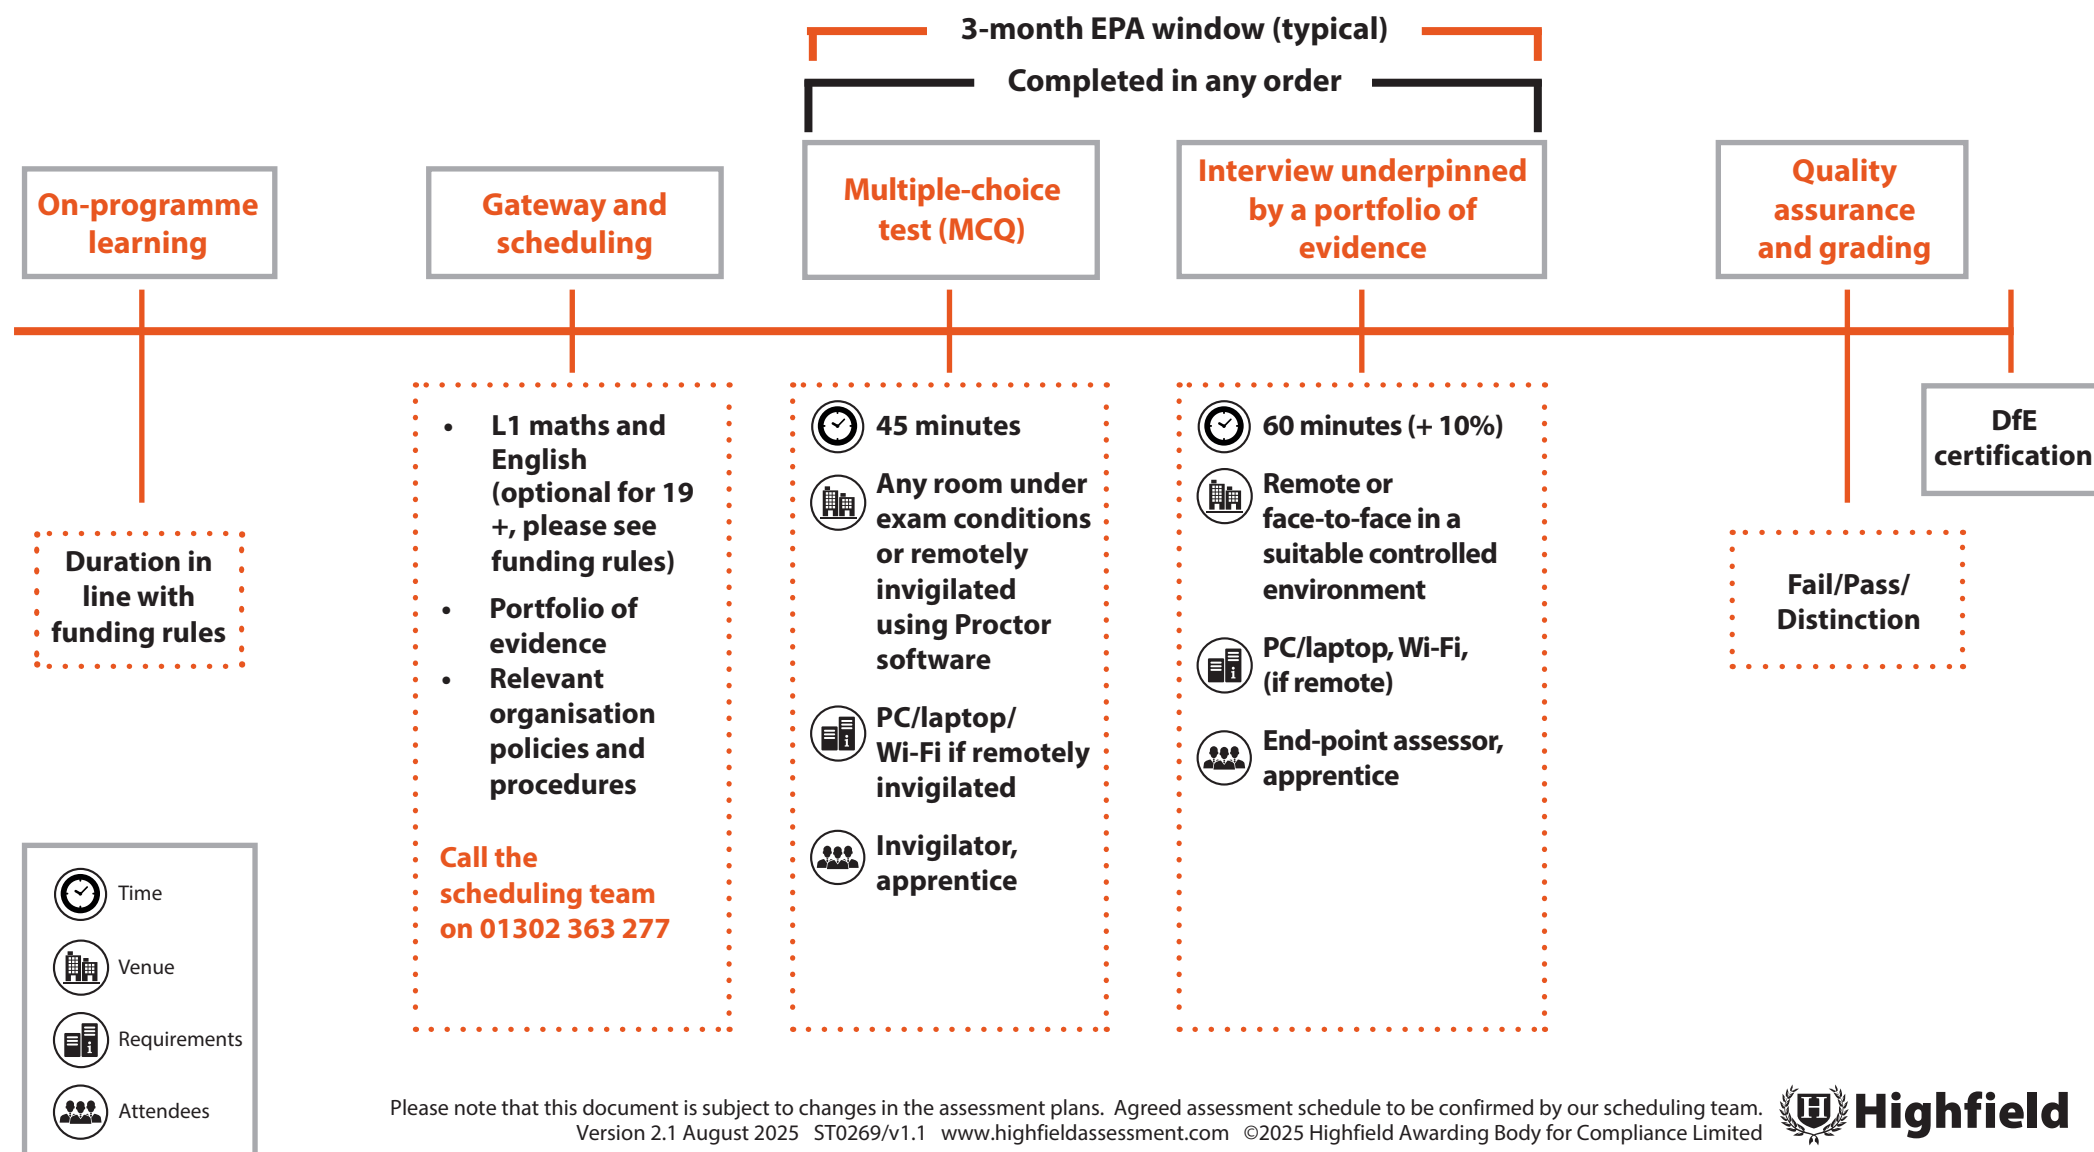 3-month EPA window (typical)
Completed in any order
On-programme
learning
Gateway and
scheduling
Multiple-choice
test (MCQ)
Interview underpinned
by a portfolio of
evidence
Quality
assurance
and grading
Duration in
line with
funding rules
• L1 maths and
English
(optional for 19
+, please see
funding rules)
• Portfolio of
evidence
• Relevant
organisation
policies and
procedures
Call the
scheduling team
on 01302 363 277
45 minutes
Any room under
exam conditions
or remotely
invigilated
using Proctor
software
PC/laptop/
Wi-Fi if remotely
invigilated
Invigilator,
apprentice
60 minutes (+ 10%)
Remote or
face-to-face in a
suitable controlled
environment
PC/laptop, Wi-Fi,
(if remote)
End-point assessor,
apprentice
Fail/Pass/
Distinction
DfE
certification
Time
Venue
Requirements
Attendees
Please note that this document is subject to changes in the assessment plans. Agreed assessment schedule to be confirmed by our scheduling team.
Version 2.1 August 2025 ST0269/v1.1 www.highfieldassessment.com ©2025 Highfield Awarding Body for Compliance Limited
Highfield